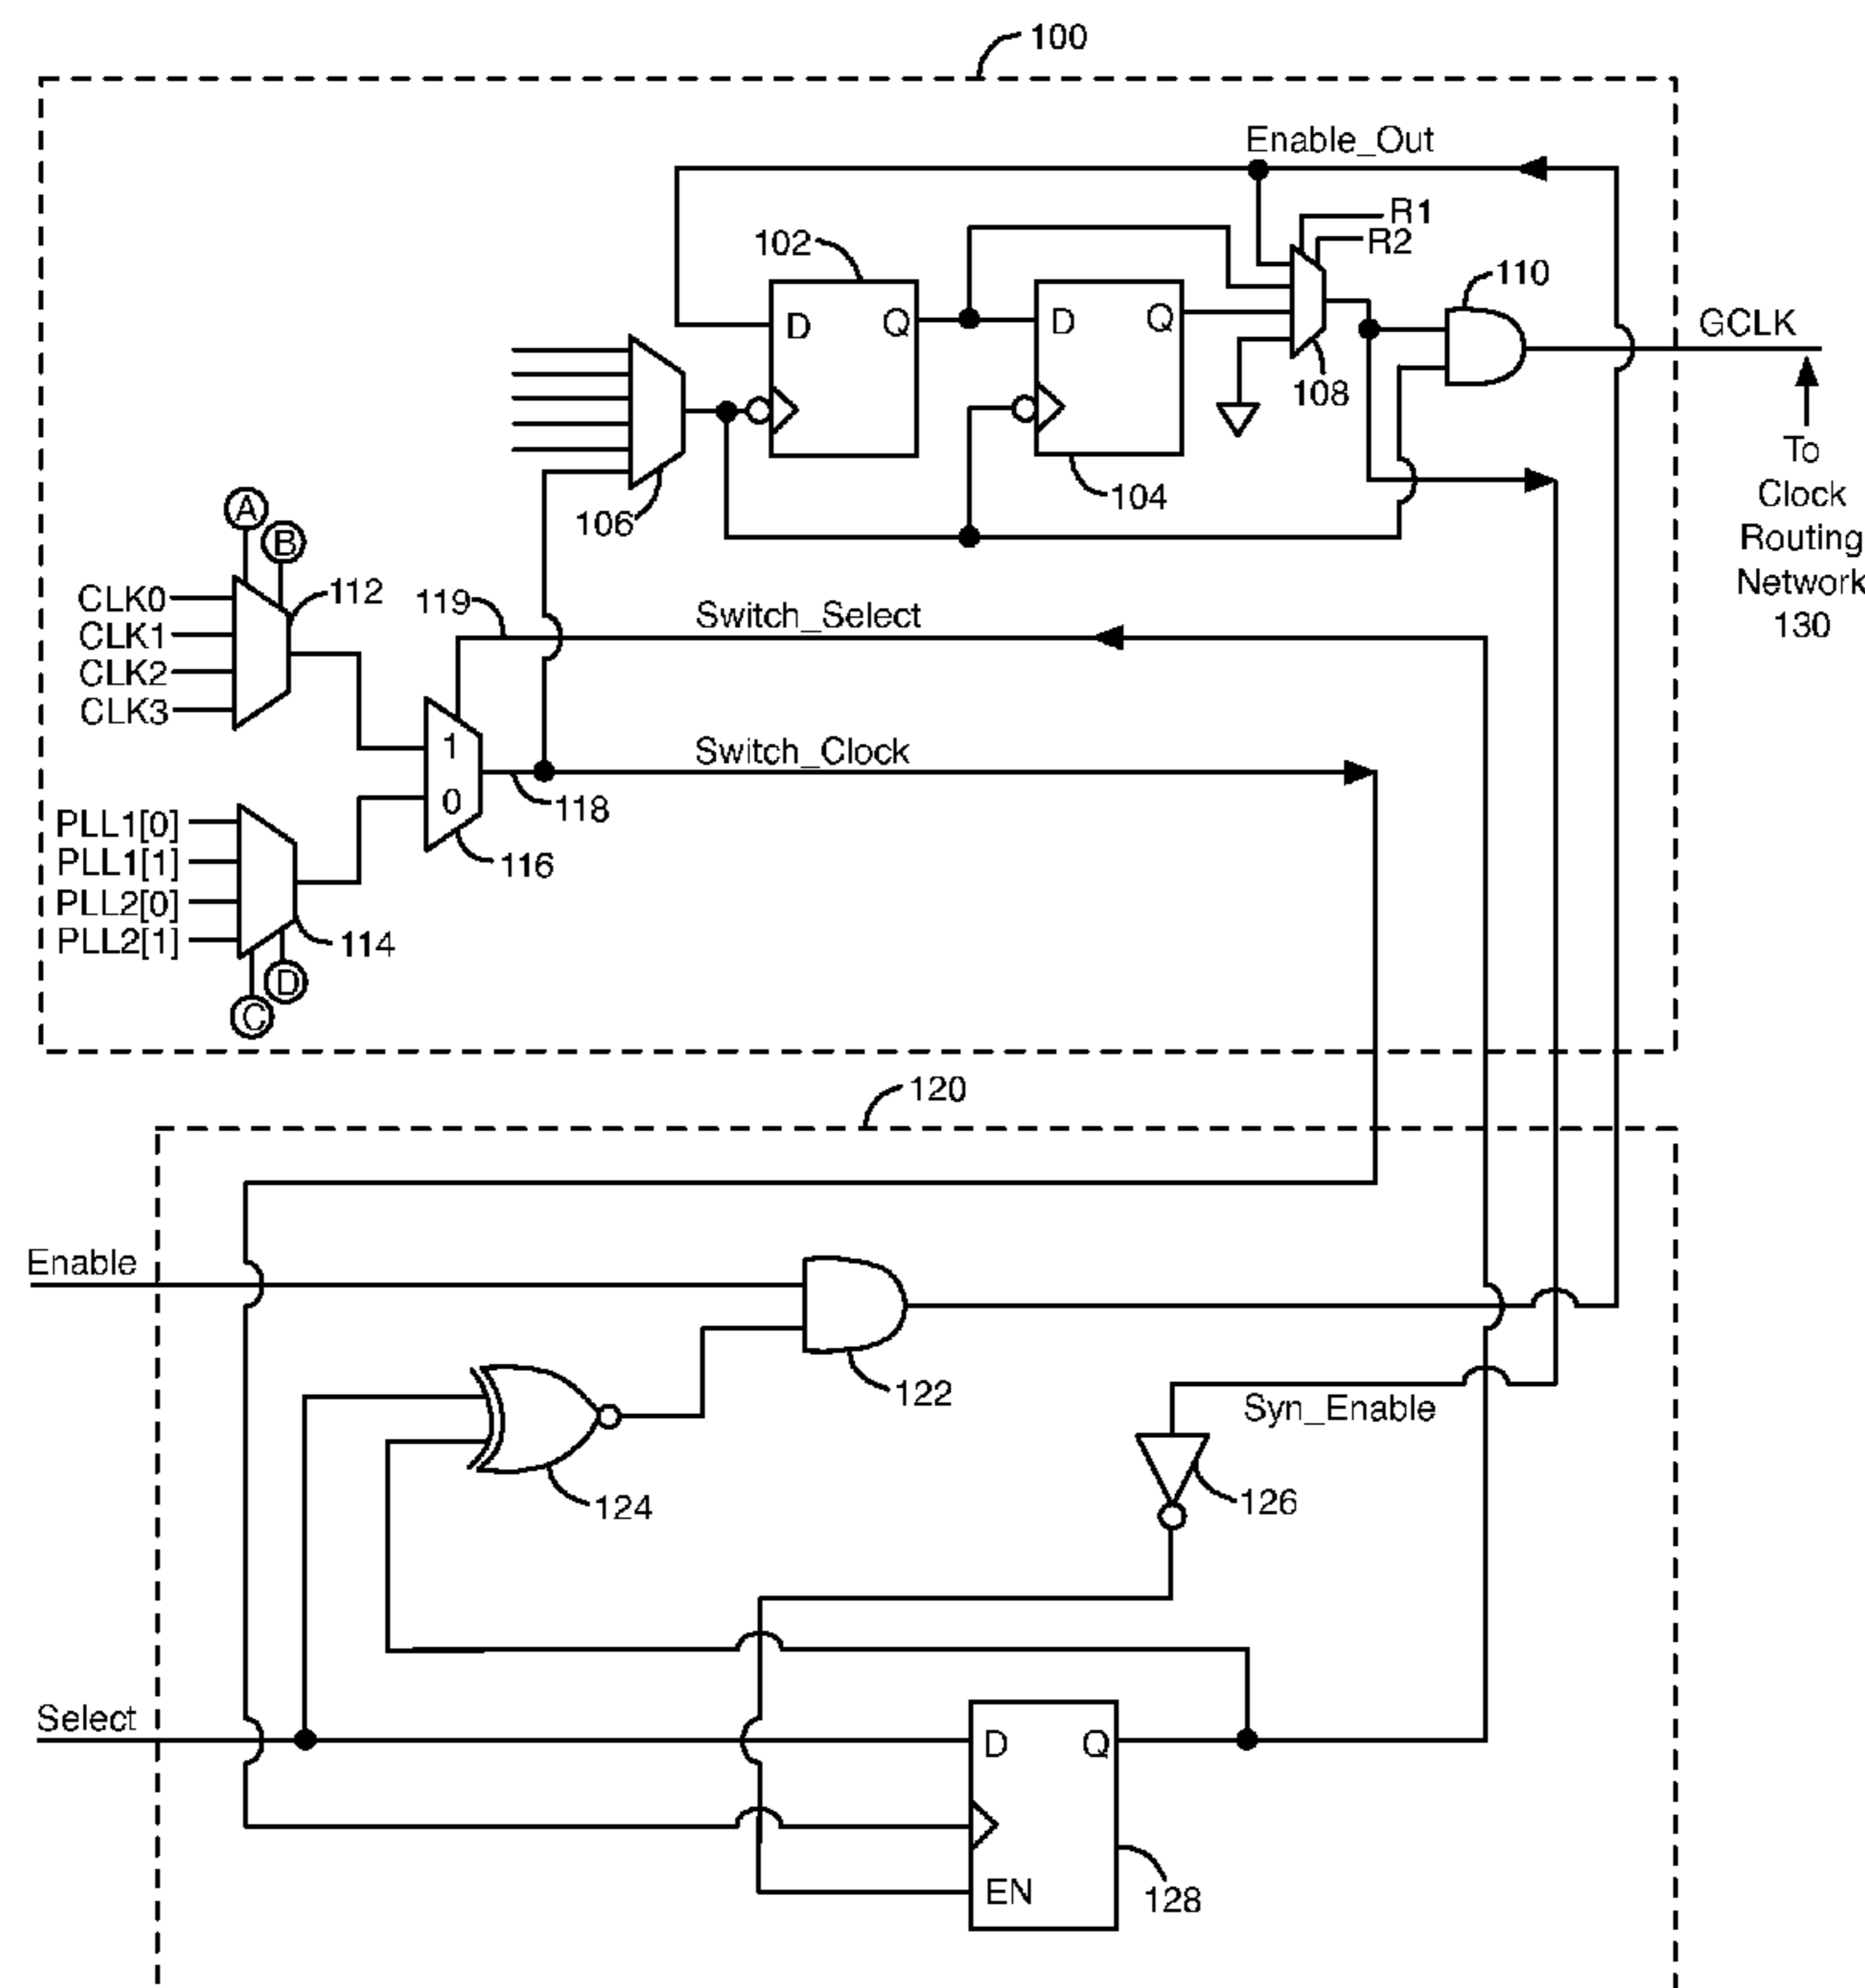 100
Enable_Out
R1
R2
102
D
Q
D
Q
110
GCLK
108
104
106
To
Clock
Routing
Network
130
A
B
CLK0
CLK1
CLK2
CLK3
112
119
Switch_Select
1
0
Switch_Clock
118
116
PLL1[0]
PLL1[1]
PLL2[0]
PLL2[1]
114
D
C
120
Enable
122
Syn_Enable
124
126
Select
D
Q
EN
128